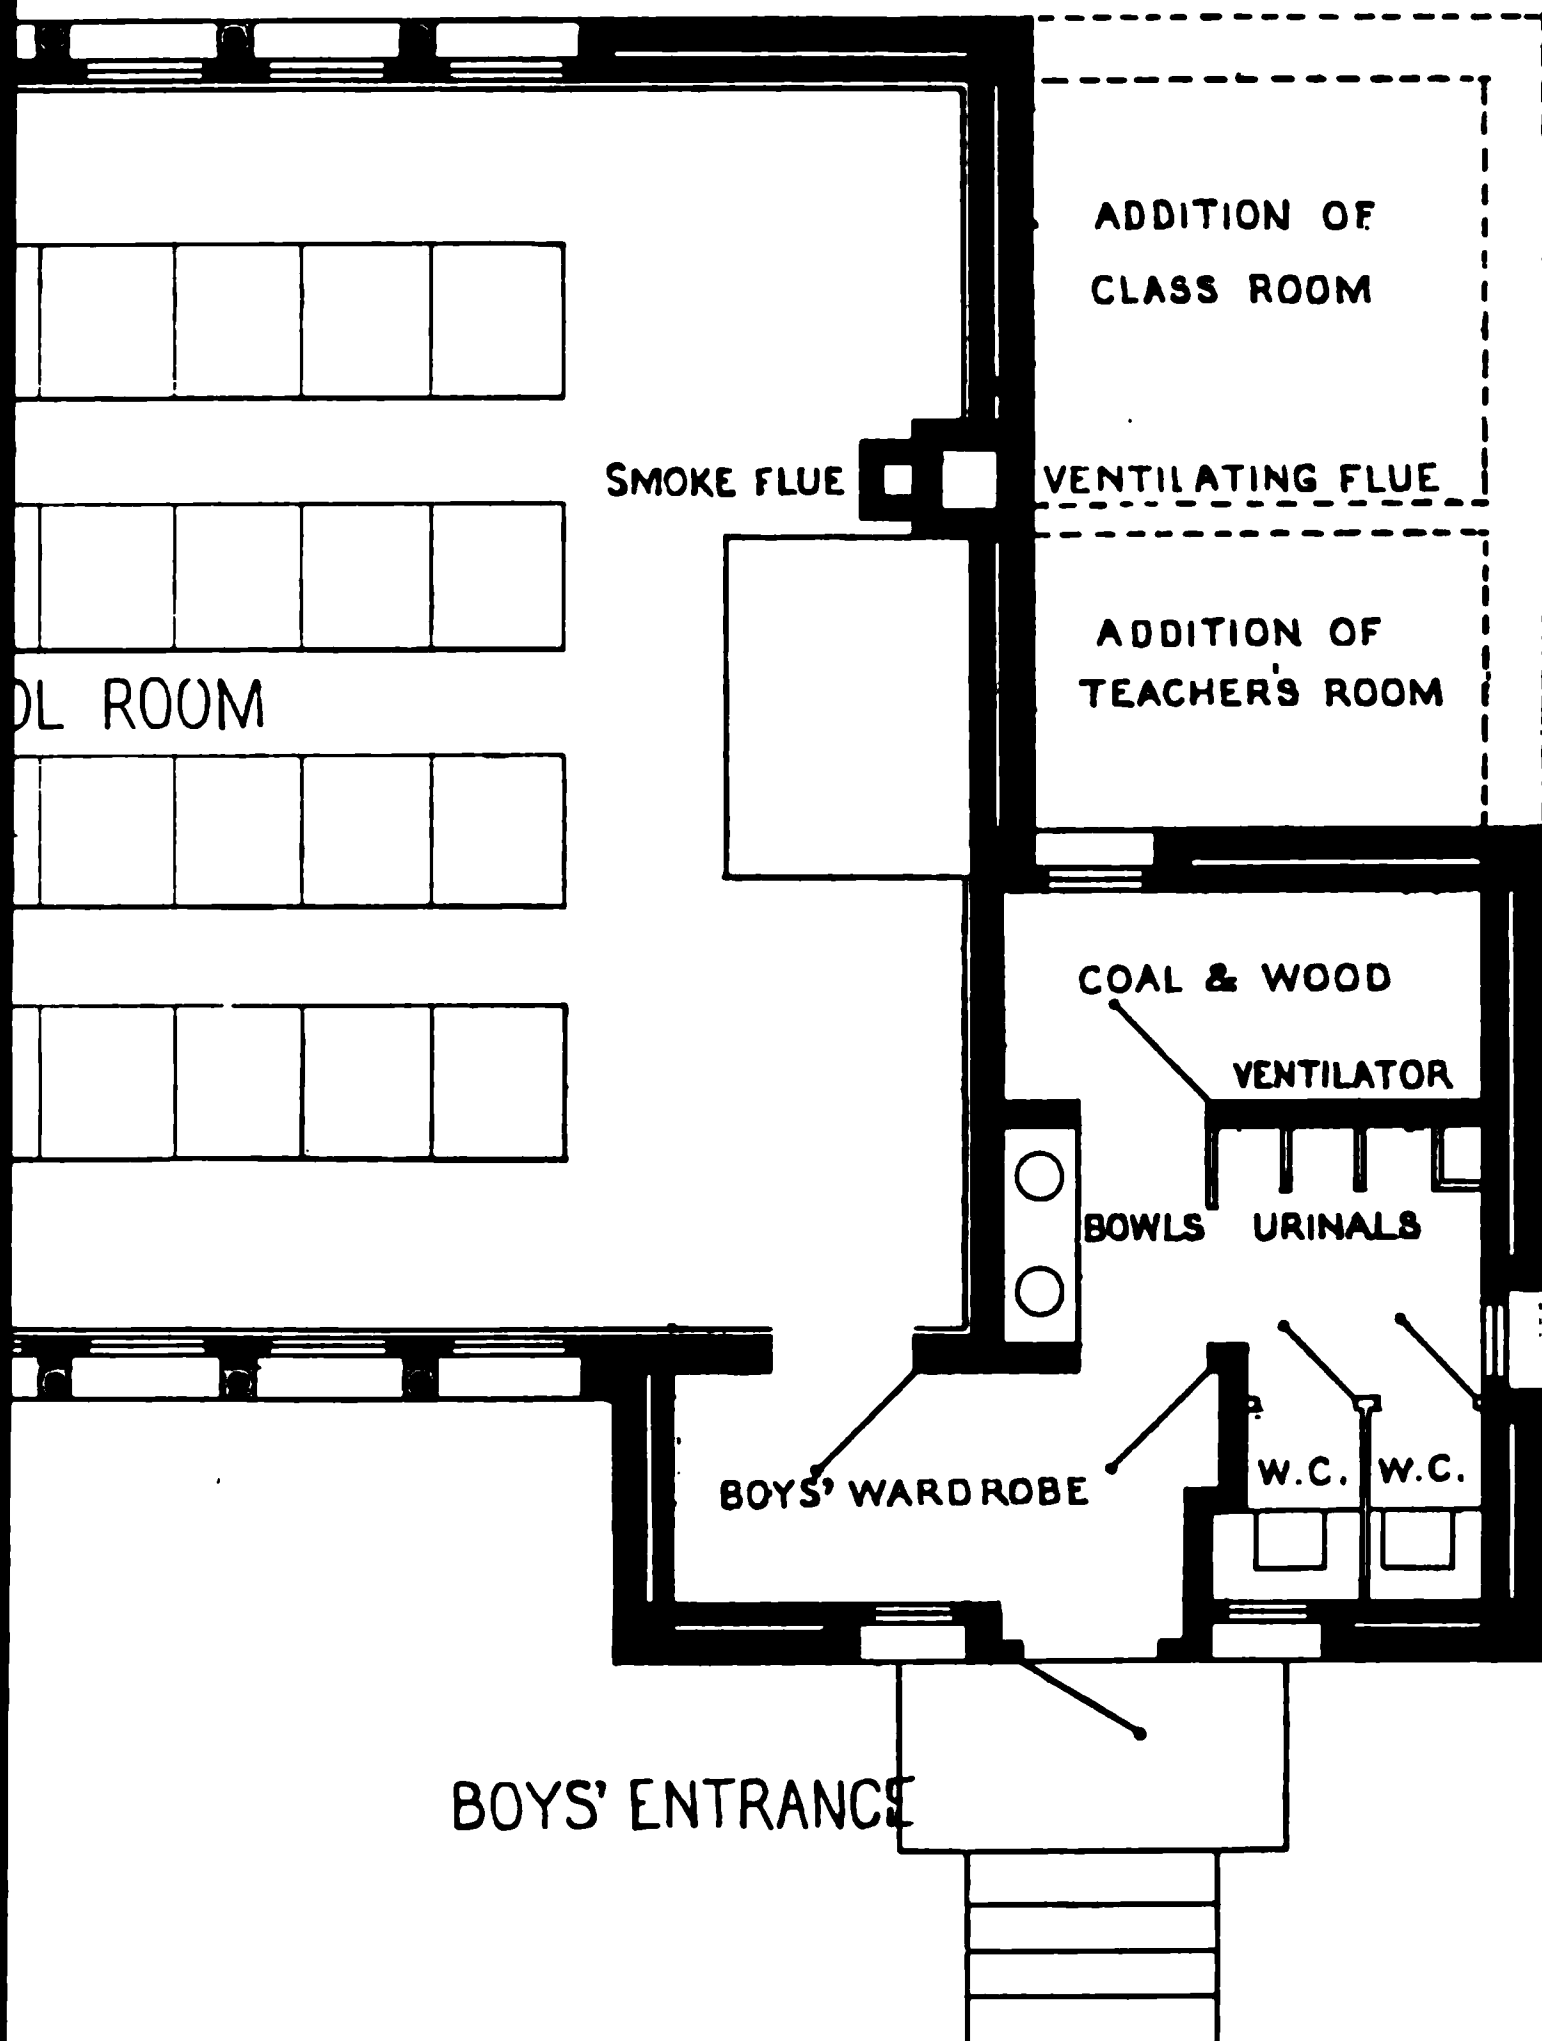 ADDITION OF
CLASS ROOM
SMOKE FLUE
VENTILATING FLUE
ADDITION OF
TEACHER'S ROOM
OL ROOM
COAL & WOOD
VENTILATOR
BOWLS
URINALS
W.C.
W.C.
BOYS' WARDROBE
BOYS' ENTRANCE